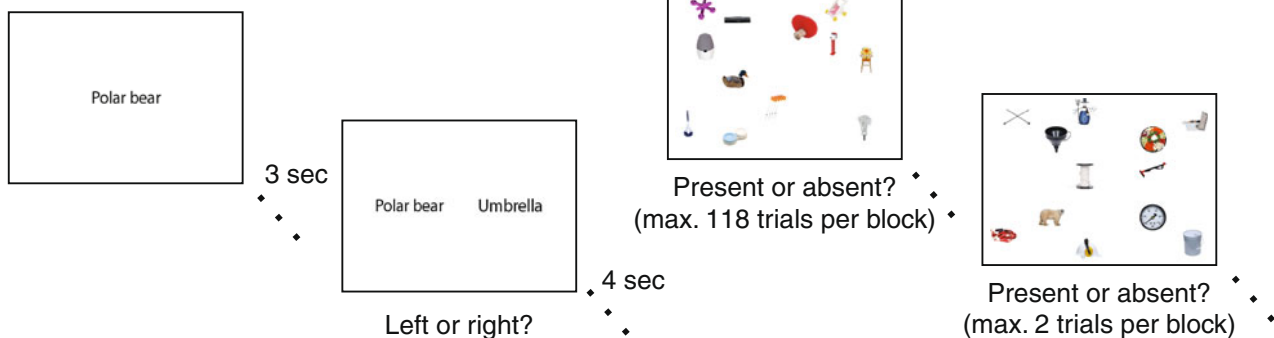 Polar bear
3 sec
Polar bear Umbrella
4 sec
Left or right?
Present or absent?
(max. 118 trials per block)
Present or absent?
(max. 2 trials per block)